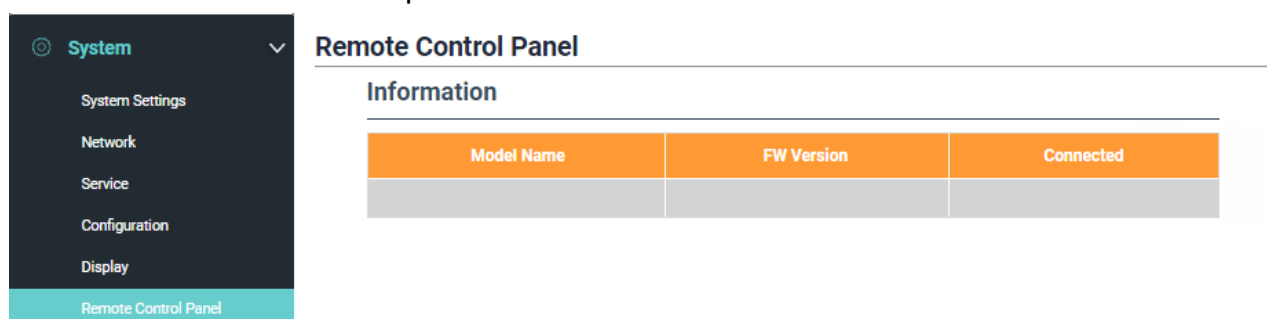 System
System Settings
Network
Service
Configuration
Display
Remote Control Panel
Remote Control Panel
Information
Model Name FW Version Connected